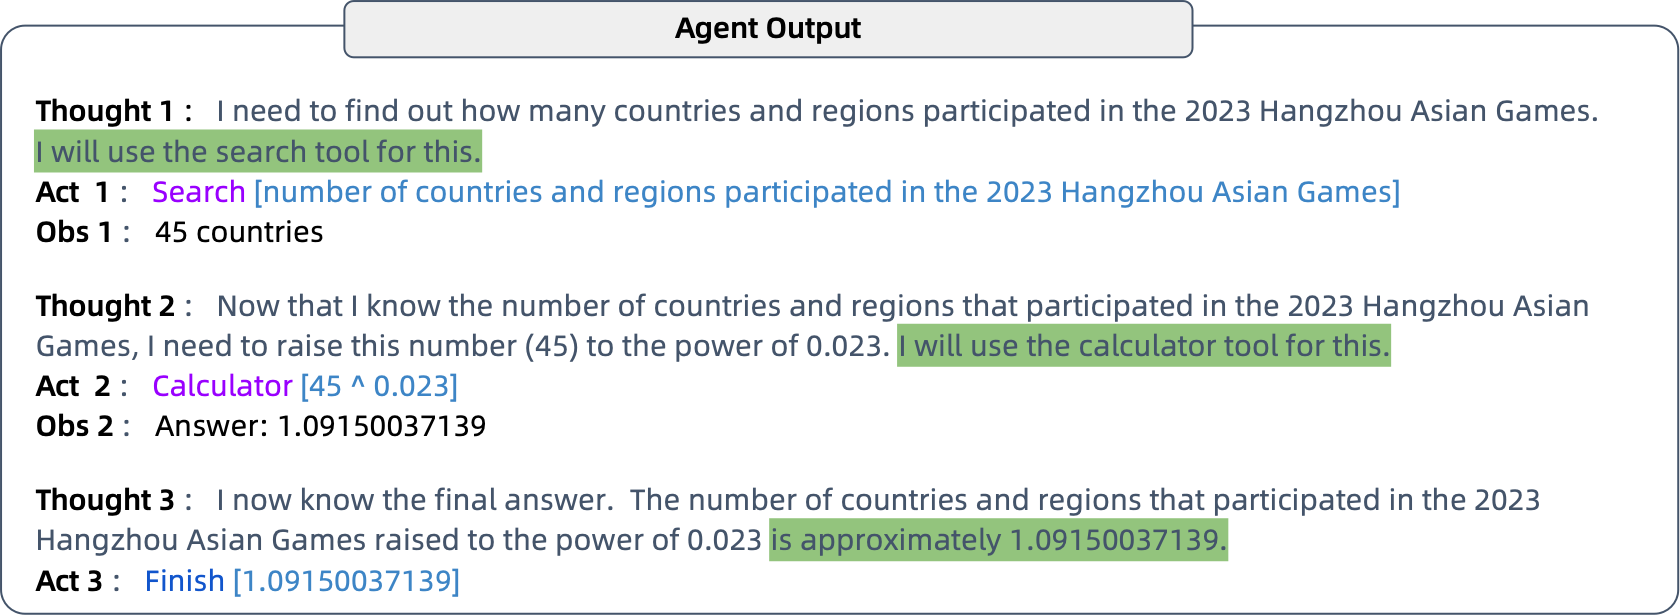 Agent Output
Thought 1 : I need to find out how many countries and regions participated in the 2023 Hangzhou Asian Games.
I will use the search tool for this.
Act 1 : Search [number of countries and regions participated in the 2023 Hangzhou Asian Games]
Obs 1 : 45 countries
Thought 2 : Now that I know the number of countries and regions that participated in the 2023 Hangzhou Asian
Games, I need to raise this number (45) to the power of 0.023. I will use the calculator tool for this.
Act 2 : Calculator [45 ^ 0.023]
Obs 2 : Answer: 1.09150037139
Thought 3 : I now know the final answer. The number of countries and regions that participated in the 2023
Hangzhou Asian Games raised to the power of 0.023 is approximately 1.09150037139.
Act 3 : Finish [1.09150037139]